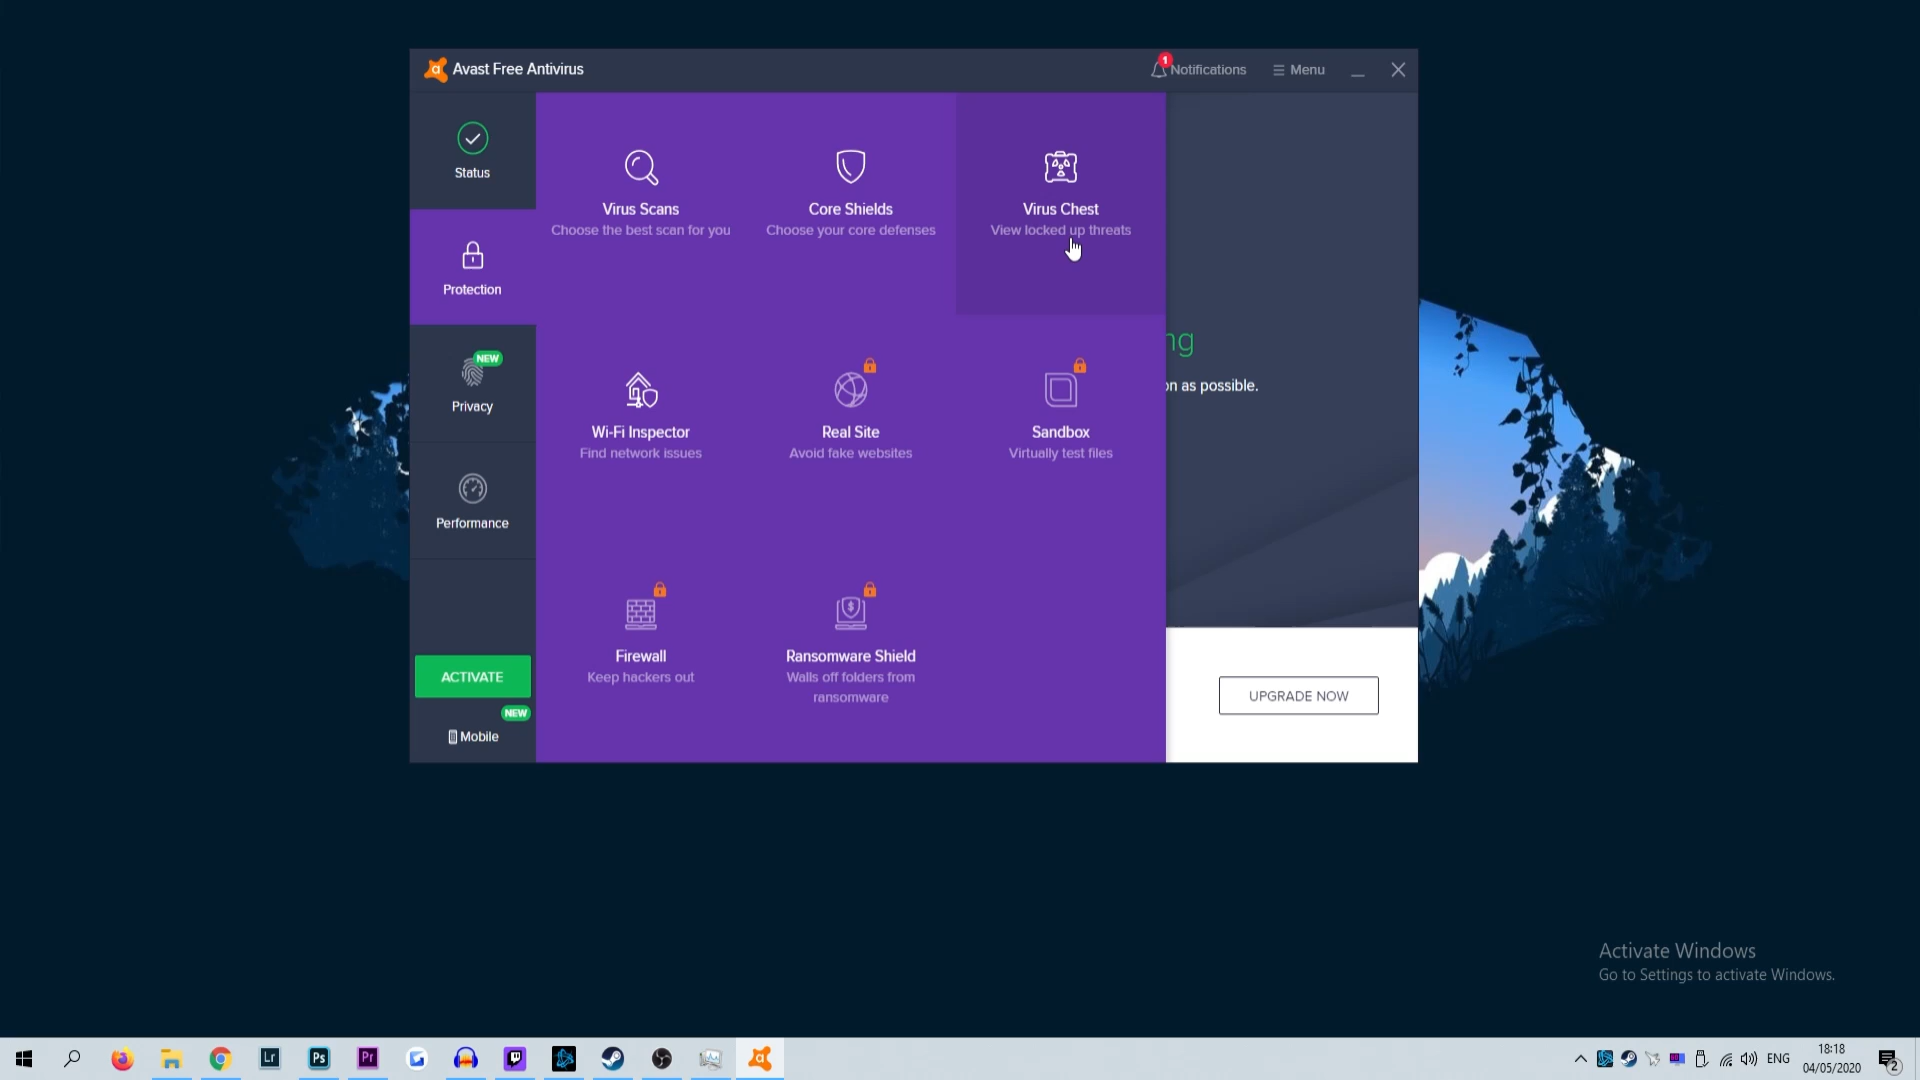 Avast Free Antivirus
1
Notifications
Menu
Status
Protection
NEW
Privacy
Performance
ACTIVATE
NEW
Mobile
Virus Scans
Choose the best scan for you
Core Shields
Choose your core defenses
Virus Chest
View locked up threats
Wi-Fi Inspector
Find network issues
Real Site
Avoid fake websites
Sandbox
Virtually test files
Firewall
Keep hackers out
Ransomware Shield
Walls off folders from
ransomware
ng
on as possible.
UPGRADE NOW
Activate Windows
Go to Settings to activate Windows.
Lr
Ps
Pr
ENG
18:18
04/05/2020
2